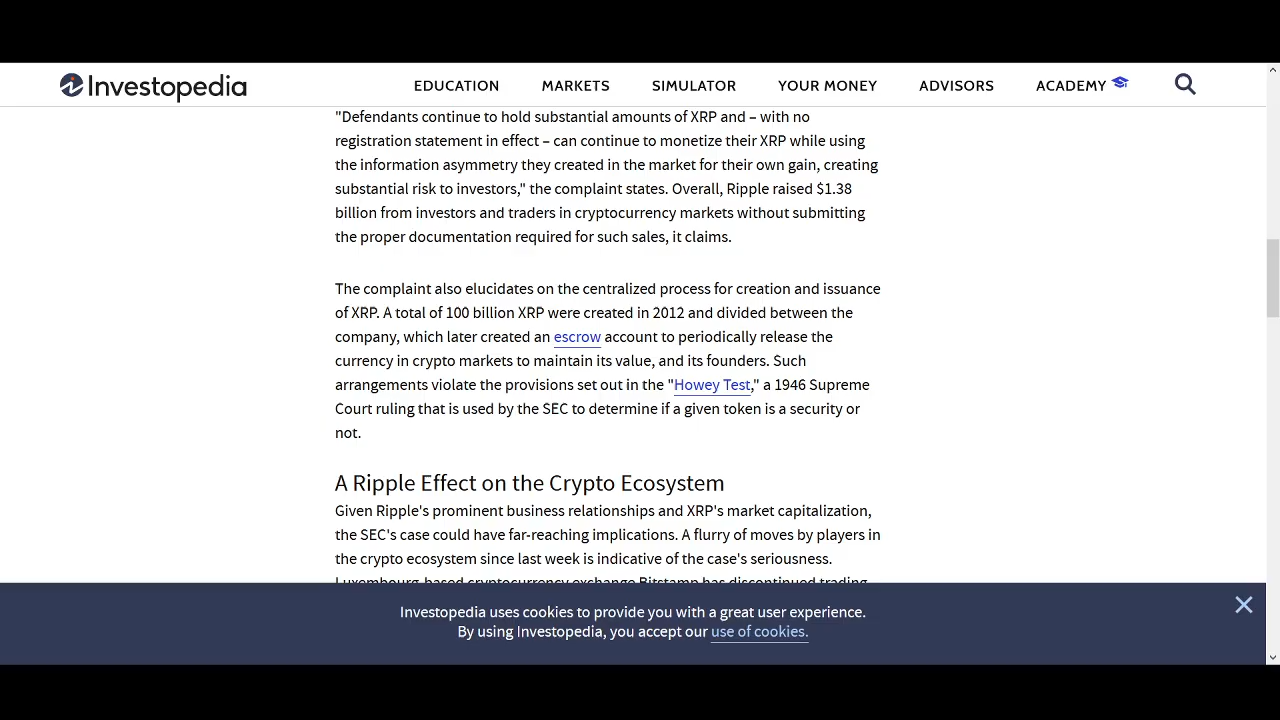 Investopedia
EDUCATION MARKETS SIMULATOR YOUR MONEY ADVISORS ACADEMY
"Defendants continue to hold substantial amounts of XRP and – with no
registration statement in effect – can continue to monetize their XRP while using
the information asymmetry they created in the market for their own gain, creating
substantial risk to investors," the complaint states. Overall, Ripple raised $1.38
billion from investors and traders in cryptocurrency markets without submitting
the proper documentation required for such sales, it claims.
The complaint also elucidates on the centralized process for creation and issuance
of XRP. A total of 100 billion XRP were created in 2012 and divided between the
company, which later created an escrow account to periodically release the
currency in crypto markets to maintain its value, and its founders. Such
arrangements violate the provisions set out in the "Howey Test," a 1946 Supreme
Court ruling that is used by the SEC to determine if a given token is a security or
not.
A Ripple Effect on the Crypto Ecosystem
Given Ripple's prominent business relationships and XRP's market capitalization,
the SEC's case could have far-reaching implications. A flurry of moves by players in
the crypto ecosystem since last week is indicative of the case's seriousness.
Luxembourg-based cryptocurrency exchange Bitstamp has discontinued trading
Investopedia uses cookies to provide you with a great user experience.
By using Investopedia, you accept our use of cookies.